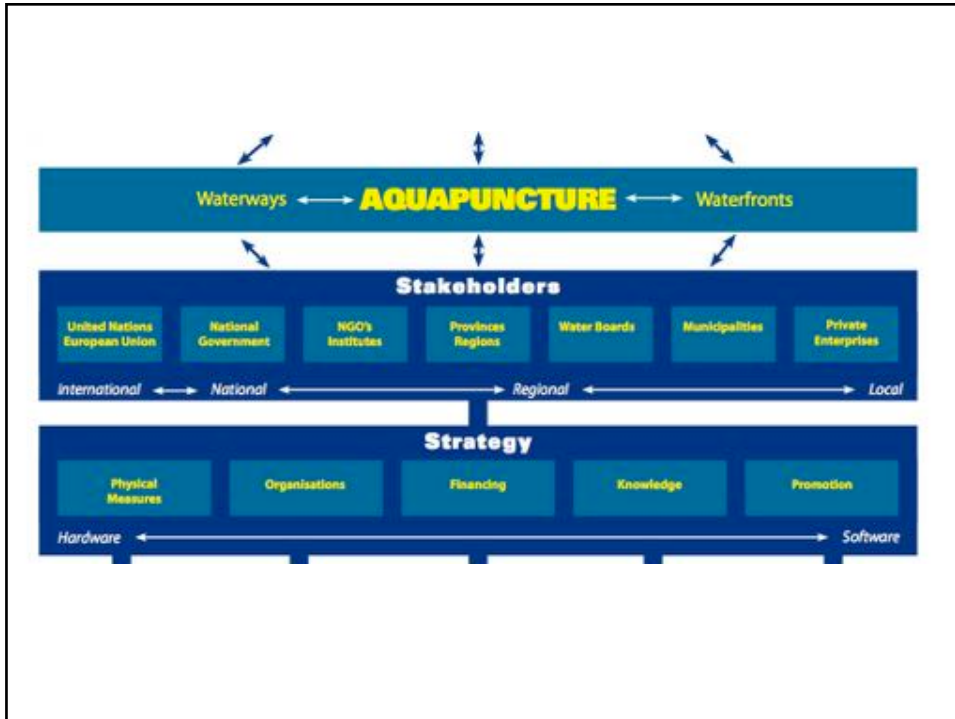 Waterways AQUAPUNCTURE Waterfronts
Stakeholders
United Nations
European Union
National
Government
NGO's
Institutes
Provinces
Regions
Water Boards
Municipalities
Private
Enterprises
International National Regional Local
Strategy
Physical
Measures
Organisations
Financing
Knowledge
Promotion
Hardware Software